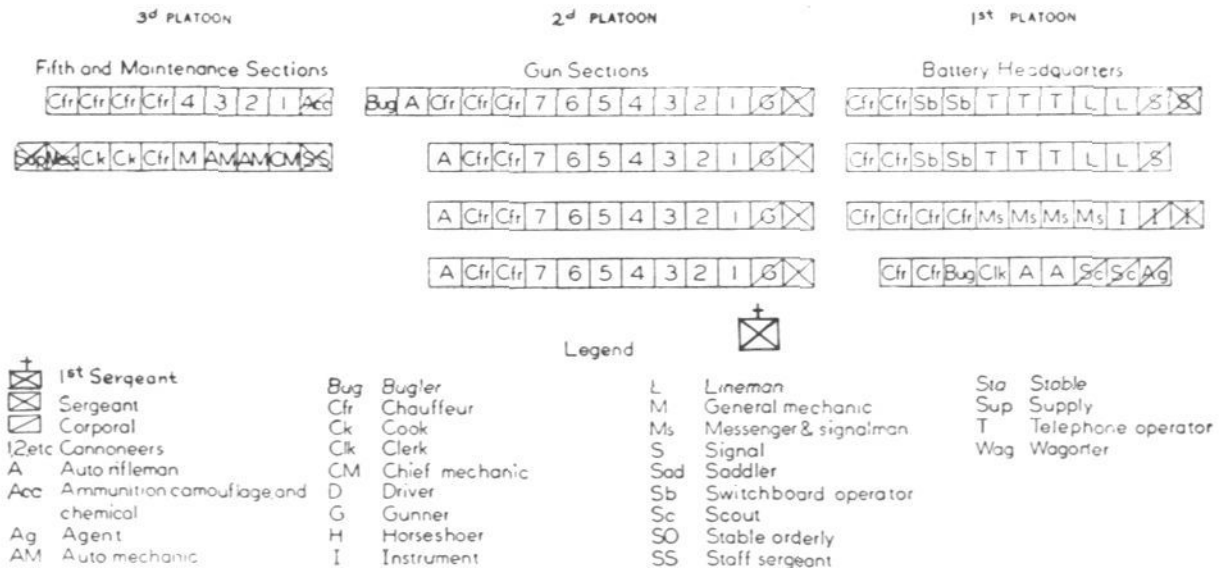 3d PLATOON 2d PLATOON 1st PLATOON
Fifth and Maintenance Sections Gun Sections Battery Headquarters
Cfr Cfr Cfr Cfr 4 3 2 1 Acc Bug A Cfr Cfr Cfr 7 6 5 4 3 2 1 G Cfr Cfr Sb Sb T T T L L S S
Sup Mess Ck Ck Cfr M AM AM CM SS A Cfr Cfr 7 6 5 4 3 2 1 G Cfr Cfr Sb Sb T T T L L S
A Cfr Cfr 7 6 5 4 3 2 1 G Cfr Cfr Cfr Cfr Ms Ms Ms Ms I I I
A Cfr Cfr 7 6 5 4 3 2 1 G Cfr Cfr Bug Clk A A Sc Sc Ag
Legend
1st Sergeant
Sergeant
Corporal
1,2,etc Cannoneers
A Auto rifleman
Acc Ammunition camouflage, and
chemical
Ag Agent
AM Auto mechanic
Bug Bugler
Cfr Chauffeur
Ck Cook
Clk Clerk
CM Chief mechanic
D Driver
G Gunner
H Horseshoer
I Instrument
L Lineman
M General mechanic
Ms Messenger & signalman
S Signal
Sad Saddler
Sb Switchboard operator
Sc Scout
SO Stable orderly
SS Staff sergeant
Sta Stable
Sup Supply
T Telephone operator
Wag Wagoner